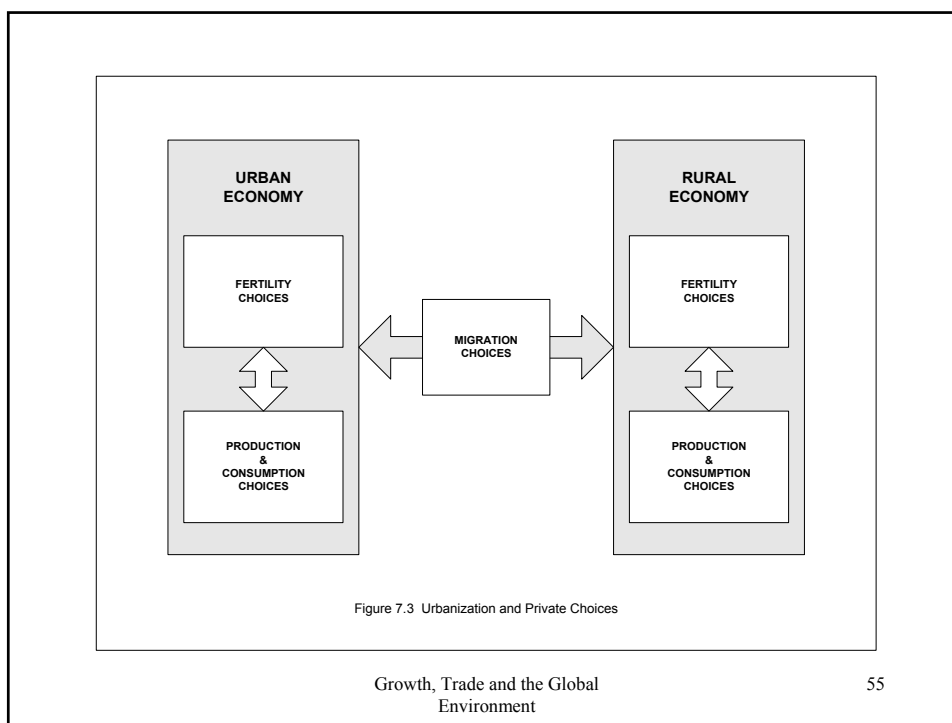 URBAN
ECONOMY
FERTILITY
CHOICES
PRODUCTION
&
CONSUMPTION
CHOICES
MIGRATION
CHOICES
RURAL
ECONOMY
FERTILITY
CHOICES
PRODUCTION
&
CONSUMPTION
CHOICES
Figure 7.3 Urbanization and Private Choices
Growth, Trade and the Global
Environment
55